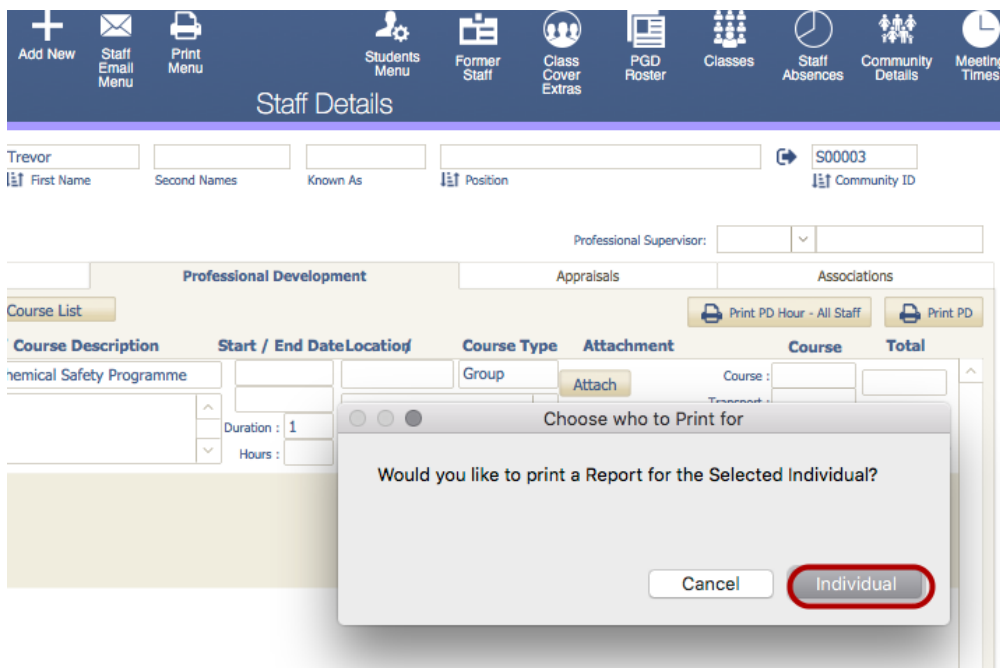 Add New
Staff
Email
Menu
Print
Menu
Students
Menu
Former
Staff
Class
Cover
Extras
PGD
Roster
Classes
Staff
Absences
Community
Details
Meeting
Times
Staff Details
Trevor
S00003
First Name
Second Names
Known As
Position
Community ID
Professional Supervisor:
Professional Development
Appraisals
Associations
Course List
Print PD Hour - All Staff
Print PD
Course Description
Start / End Date
Location
Course Type
Attachment
Course
Total
hemical Safety Programme
Group
Attach
Course :
Transport :
Duration : 1
Hours :
Choose who to Print for
Would you like to print a Report for the Selected Individual?
Cancel
Individual